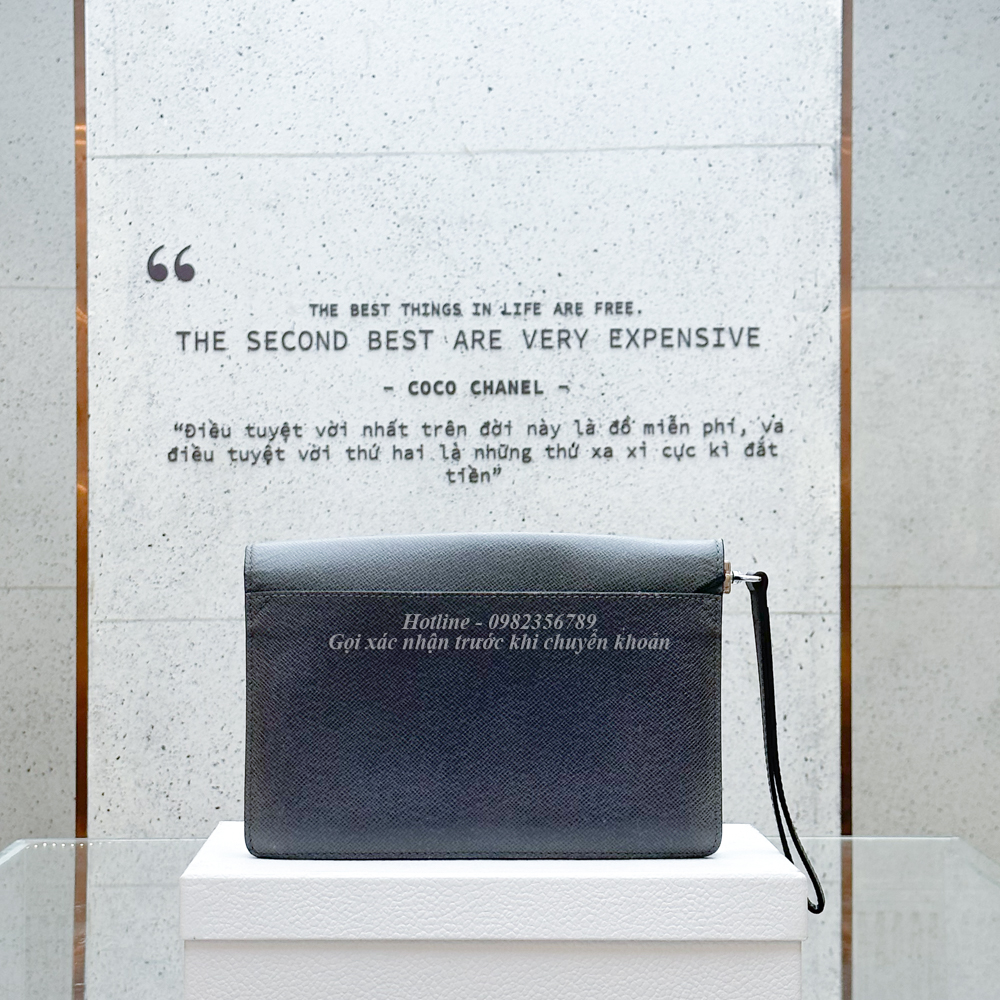 “
THE BEST THINGS IN LIFE ARE FREE.
THE SECOND BEST ARE VERY EXPENSIVE
- COCO CHANEL -
“Điều tuyệt vời nhất trên đời này là đồ miễn phí, và
điều tuyệt vời thứ hai là những thứ xa xỉ cực kì đắt
tiền”
Hotline - 0982356789
Gọi xác nhận trước khi chuyển khoản